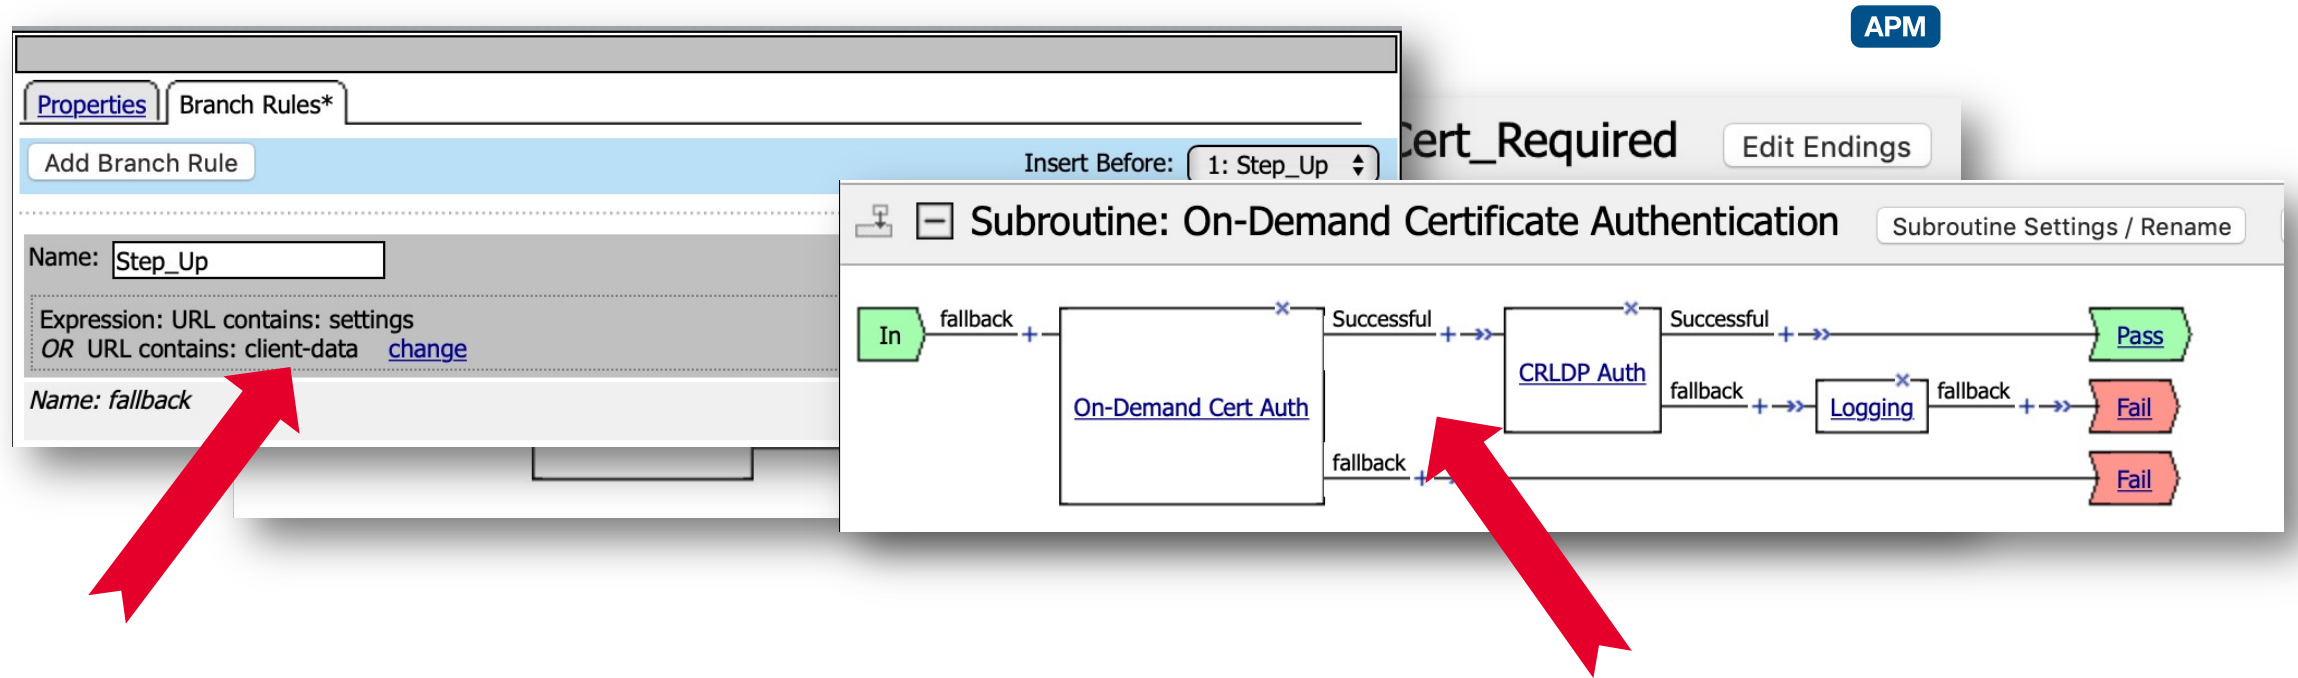 APM
Properties
Branch Rules*
Add Branch Rule
Insert Before: 1: Step_Up
Name: Step_Up
Expression: URL contains: settings
OR URL contains: client-data change
Name: fallback
Cert_Required
Edit Endings
Subroutine: On-Demand Certificate Authentication
Subroutine Settings / Rename
In
fallback
+
On-Demand Cert Auth
Successful
+
CRLDP Auth
Successful
+
Pass
fallback
+
Logging
fallback
+
Fail
fallback
+
Fail